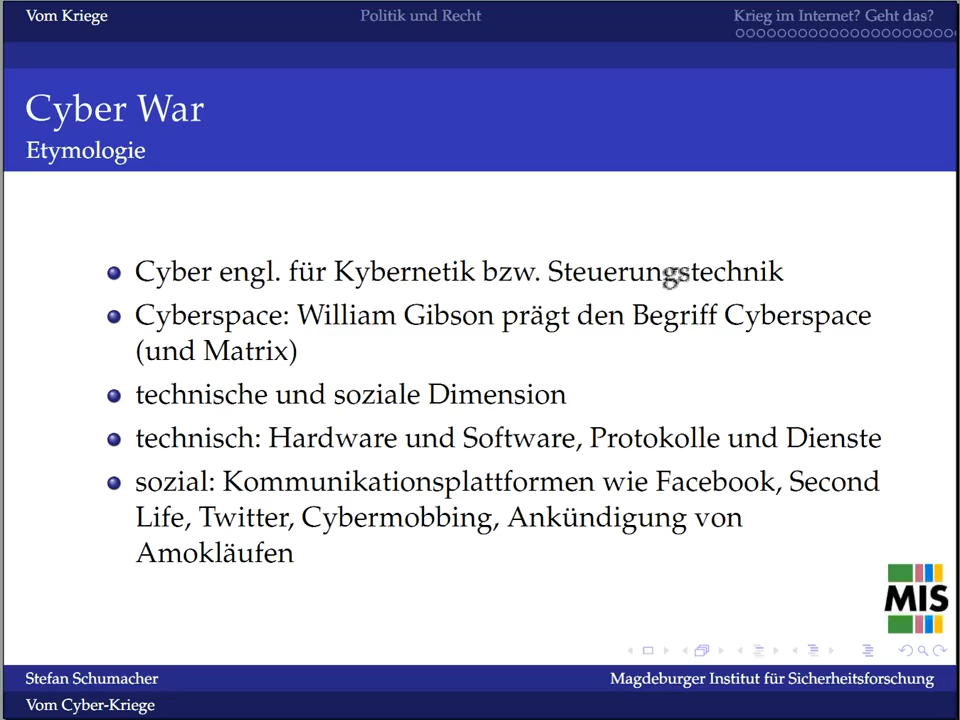 Vom Kriege
Politik und Recht
Krieg im Internet? Geht das?
Cyber War
Etymologie
Cyber engl. für Kybernetik bzw. Steuerungstechnik
Cyberspace: William Gibson prägt den Begriff Cyberspace
(und Matrix)
technische und soziale Dimension
technisch: Hardware und Software, Protokolle und Dienste
sozial: Kommunikationsplattformen wie Facebook, Second
Life, Twitter, Cybermobbing, Ankündigung von
Amokläufen
MIS
Stefan Schumacher
Magdeburger Institut für Sicherheitsforschung
Vom Cyber-Kriege